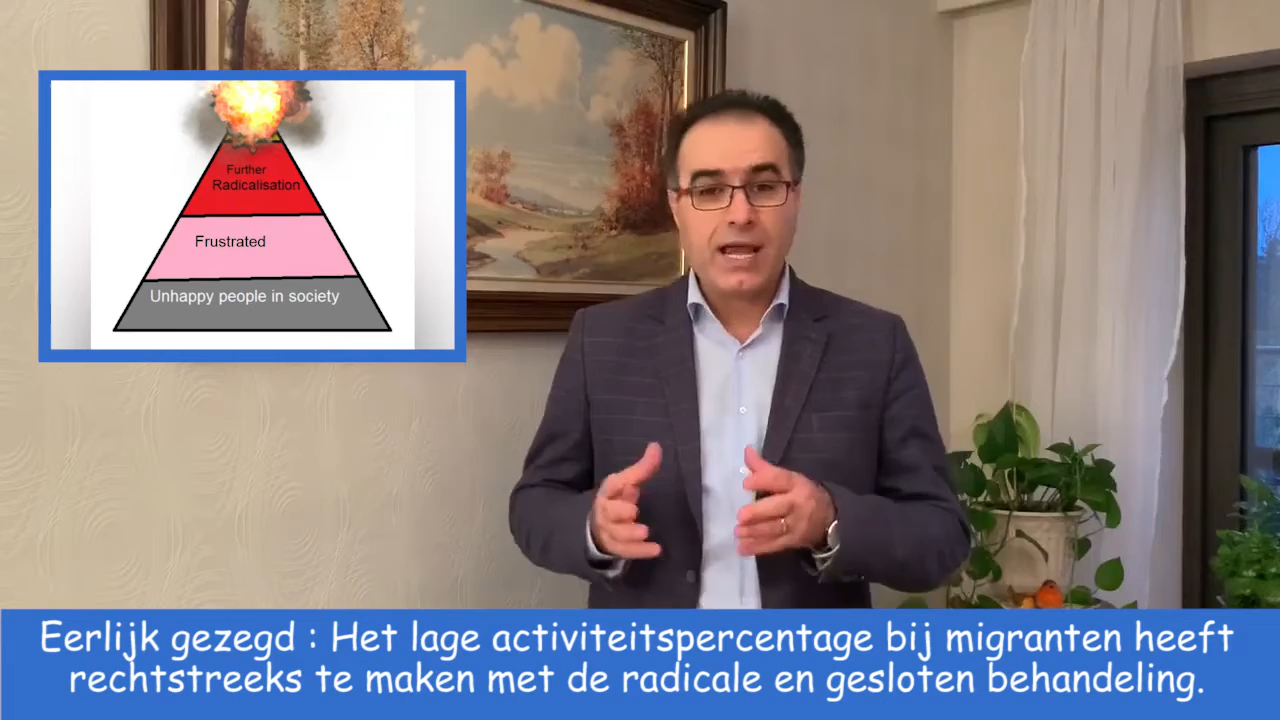 Further
Radicalisation
Frustrated
Unhappy people in society
Eerlijk gezegd : Het lage activiteitspercentage bij migranten heeft
rechtstreeks te maken met de radicale en gesloten behandeling.